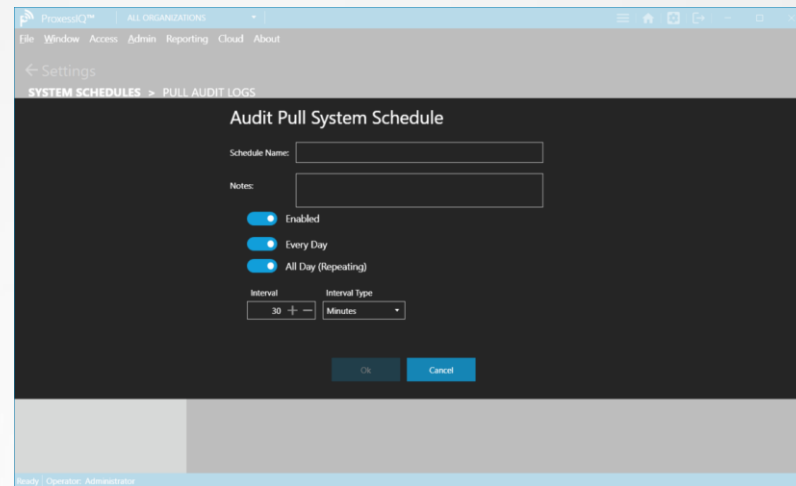 ProxessIQ™ ALL ORGANIZATIONS
File Window Access Admin Reporting Cloud About
Settings
SYSTEM SCHEDULES > PULL AUDIT LOGS
Audit Pull System Schedule
Schedule Name:
Notes:
Enabled
Every Day
All Day (Repeating)
Interval Interval Type
30 Minutes
Ok Cancel
Ready Operator: Administrator